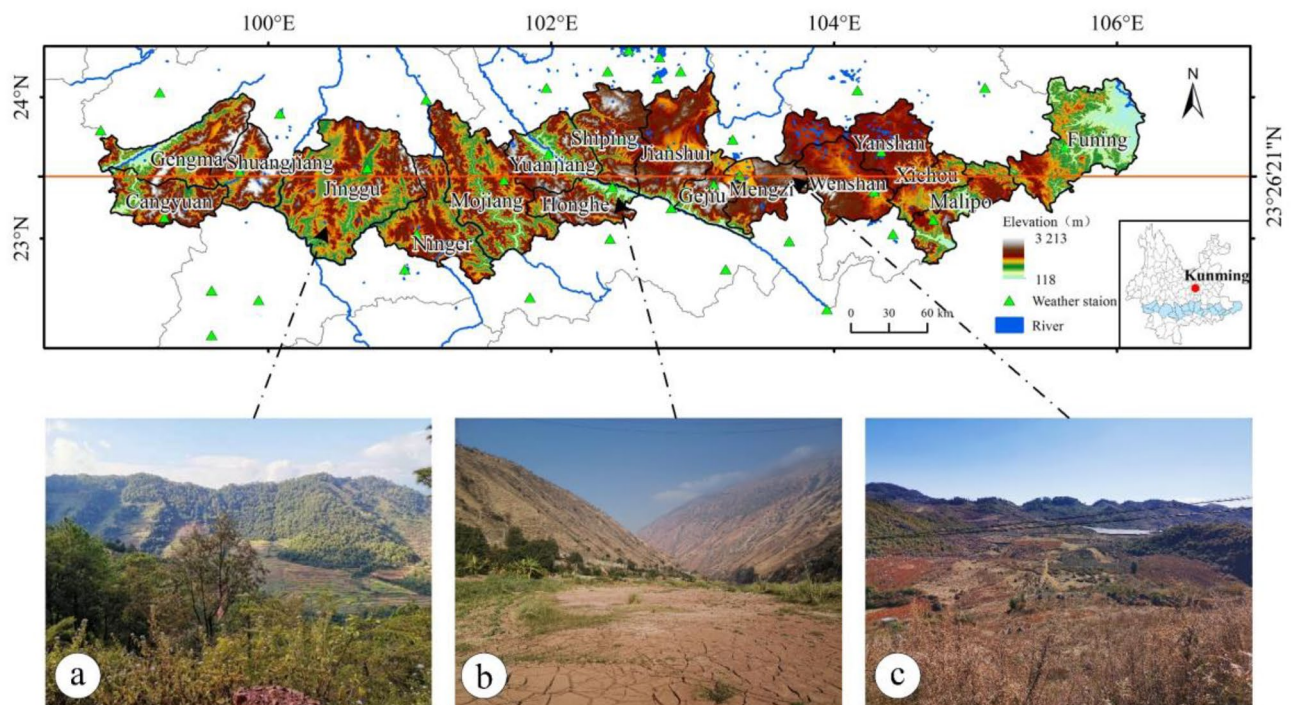 100°E
102°E
104°E
106°E
24°N
23°N
23°26'21"N
N
Gengma
Shuangjiang
Cangyuan
Jinggu
Ninger
Mojiang
Yuanjiang
Honghe
Shiping
Jianshui
Gejiu
Mengzi
Wenshan
Yanshan
Xichou
Malipo
Funing
Elevation（m）
3 213
118
Weather staion
River
0 30 60 km
Kunming
a
b
c